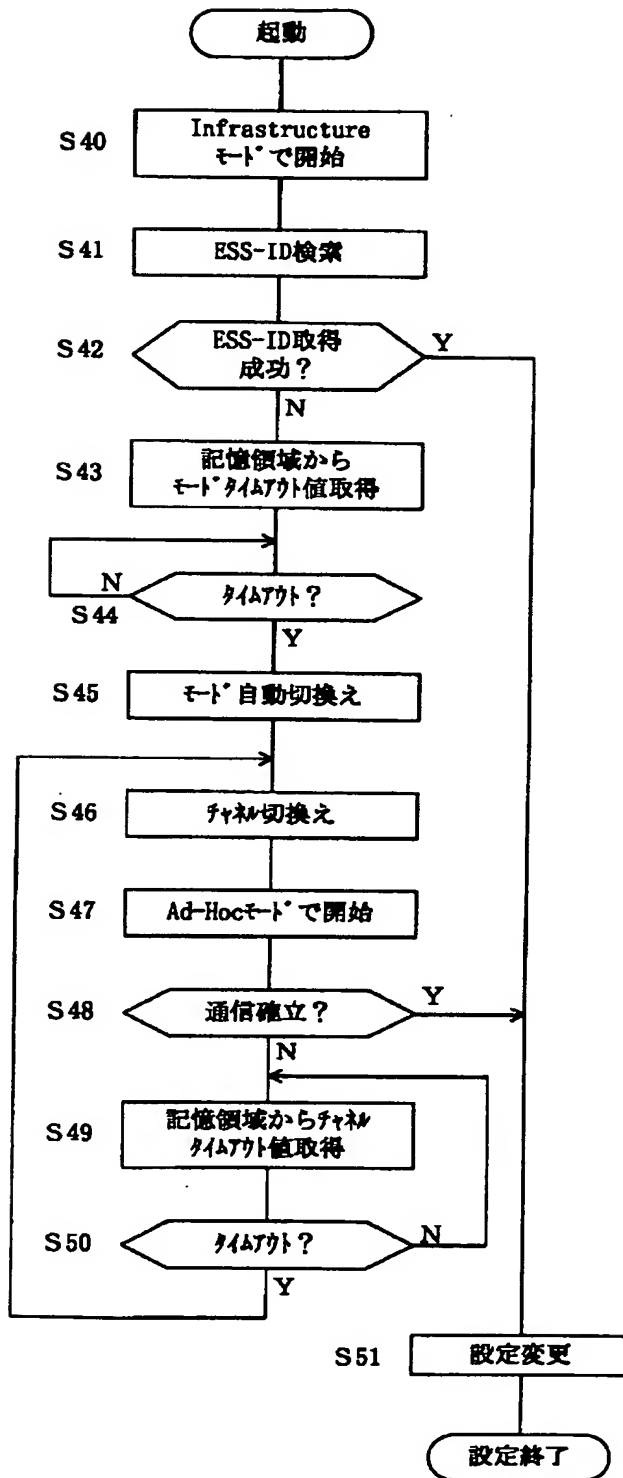 起動
S40
Infrastructure
ﾓｰﾄﾞで開始
S41
ESS-ID検索
S42
ESS-ID取得
成功？
Y
N
S43
記憶領域から
ﾓｰﾄﾞﾀｲﾑｱｳﾄ値取得
N
S44
ﾀｲﾑｱｳﾄ？
Y
S45
ﾓｰﾄﾞ自動切換え
S46
ﾁｬﾈﾙ切換え
S47
Ad-Hocﾓｰﾄﾞで開始
S48
通信確立？
Y
N
S49
記憶領域からﾁｬﾈﾙ
ﾀｲﾑｱｳﾄ値取得
S50
ﾀｲﾑｱｳﾄ？
N
Y
S51
設定変更
設定終了